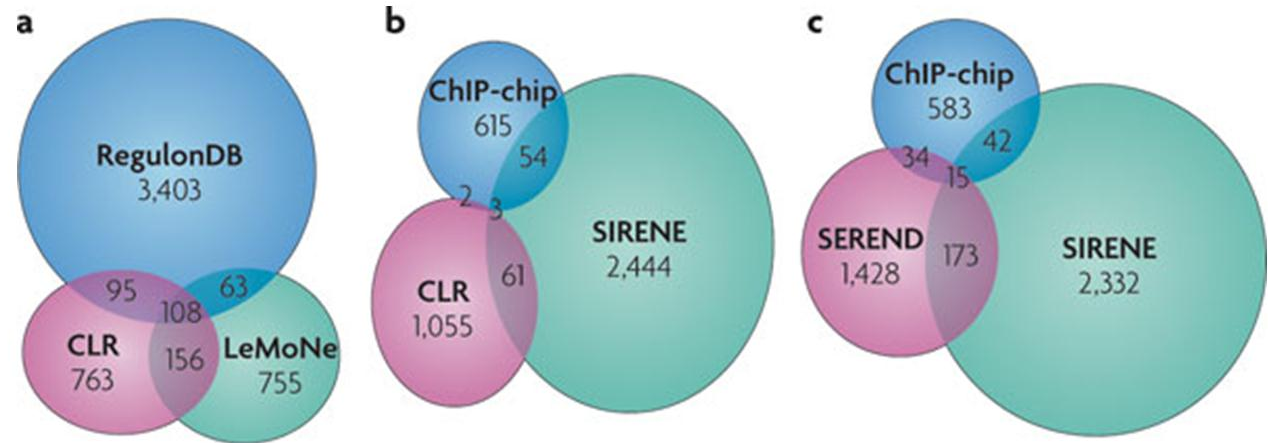 a
RegulonDB
3,403
95
63
108
CLR
763
156
LeMoNe
755
b
ChIP-chip
615
54
2
3
SIRENE
2,444
CLR
1,055
61
c
ChIP-chip
583
42
34
15
SEREND
1,428
173
SIRENE
2,332